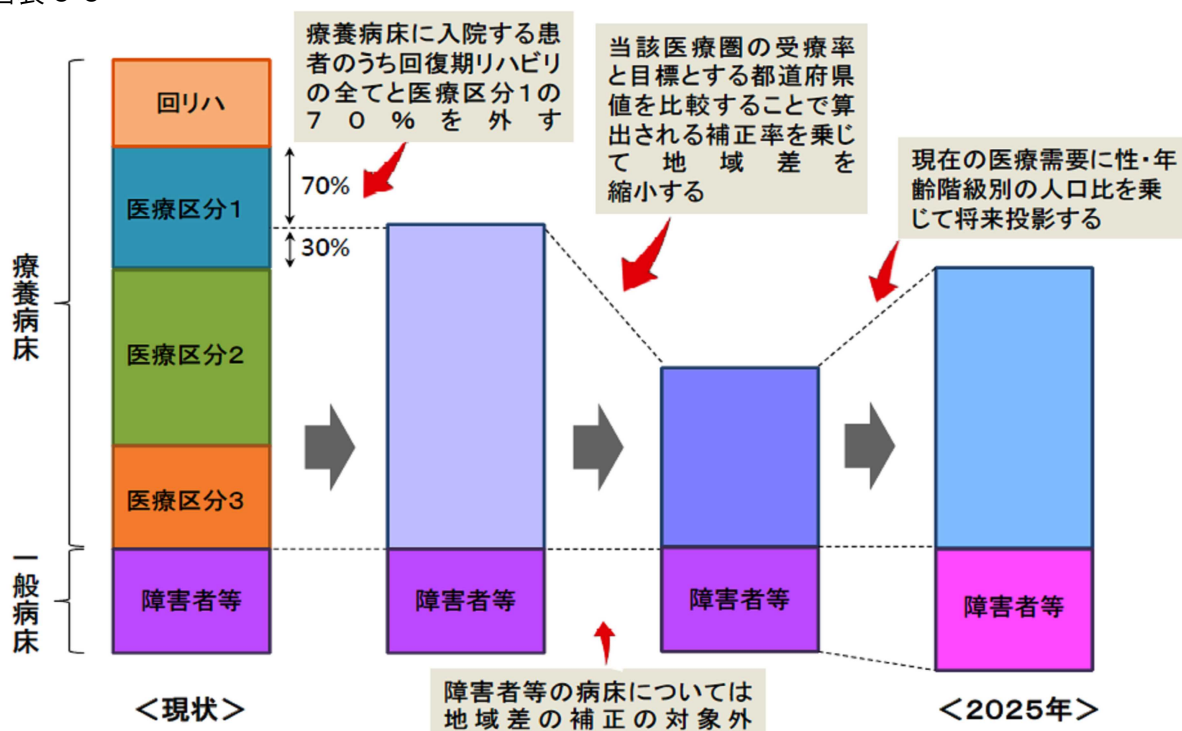 療養病床に入院する患
者のうち回復期リハビリ
の全てと医療区分1の
70%を外す
当該医療圏の受療率
と目標とする都道府県
値を比較することで算
出される補正率を乗じ
て地域差を
縮小する
現在の医療需要に性・年
齢階級別の人口比を乗
じて将来投影する
療養病床
一般病床
回リハ
医療区分1
70%
30%
医療区分2
医療区分3
障害者等
障害者等
障害者等
障害者等
障害者等の病床については
地域差の補正の対象外
<現状>
<2025年>